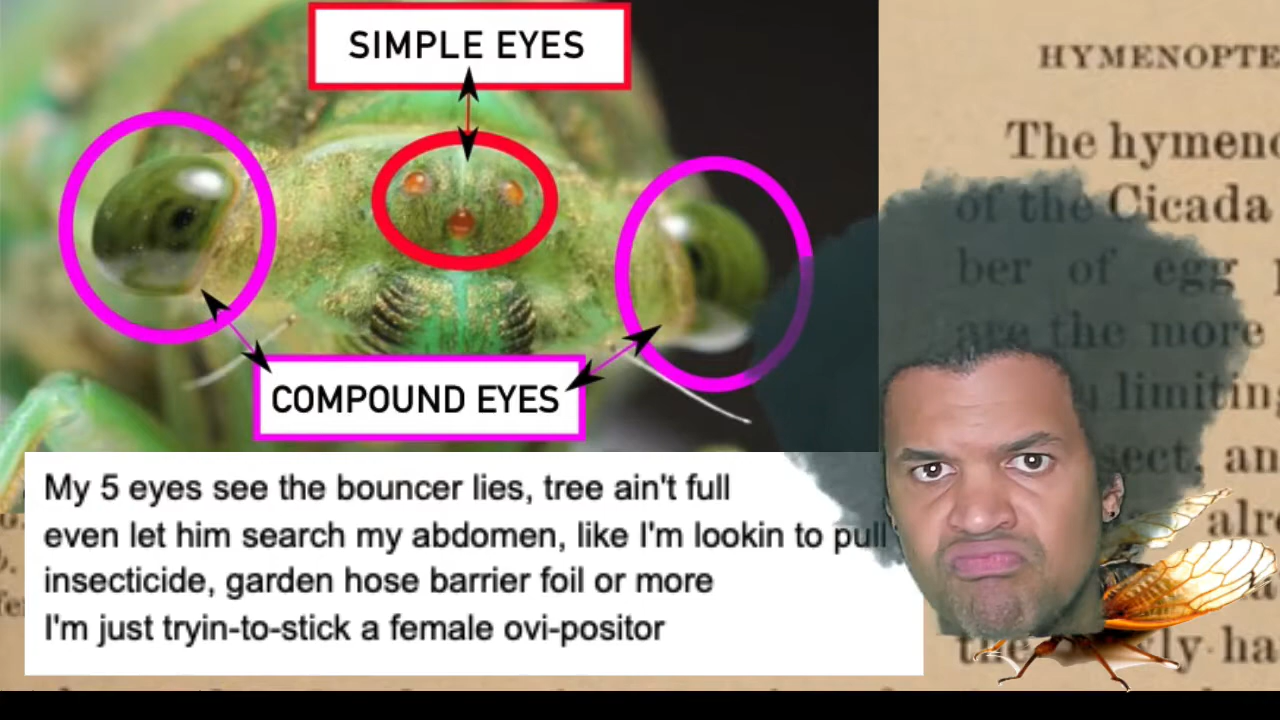 SIMPLE EYES
COMPOUND EYES
My 5 eyes see the bouncer lies, tree ain't full
even let him search my abdomen, like I'm lookin to pull
insecticide, garden hose barrier foil or more
I'm just tryin-to-stick a female ovi-positor
HYMENOPTE
The hymeno
of the Cicada
ber of egg
are the more
limiting
sect, an
alre
the
ly ha